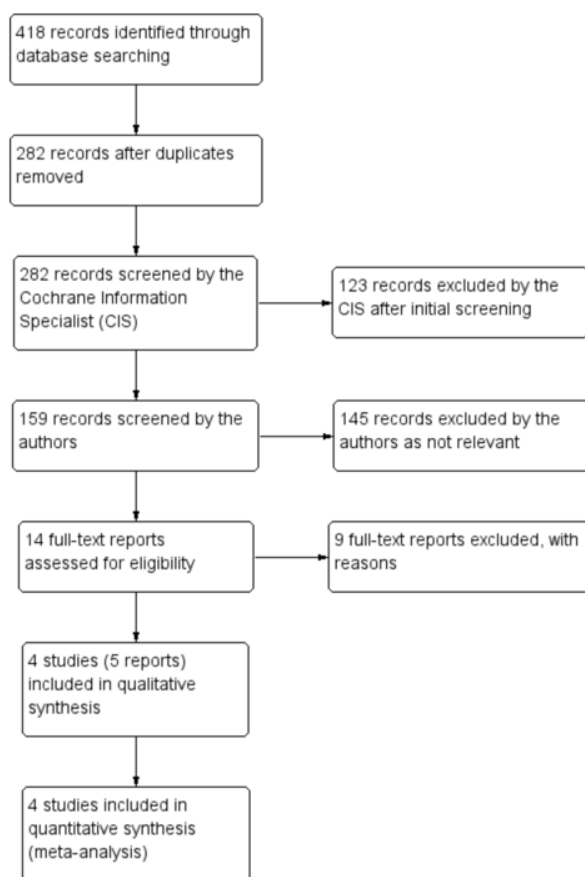 418 records identified through
database searching
282 records after duplicates
removed
282 records screened by the
Cochrane Information
Specialist (CIS)
123 records excluded by the
CIS after initial screening
159 records screened by the
authors
145 records excluded by the
authors as not relevant
14 full-text reports
assessed for eligibility
9 full-text reports excluded, with
reasons
4 studies (5 reports)
included in qualitative
synthesis
4 studies included in
quantitative synthesis
(meta-analysis)